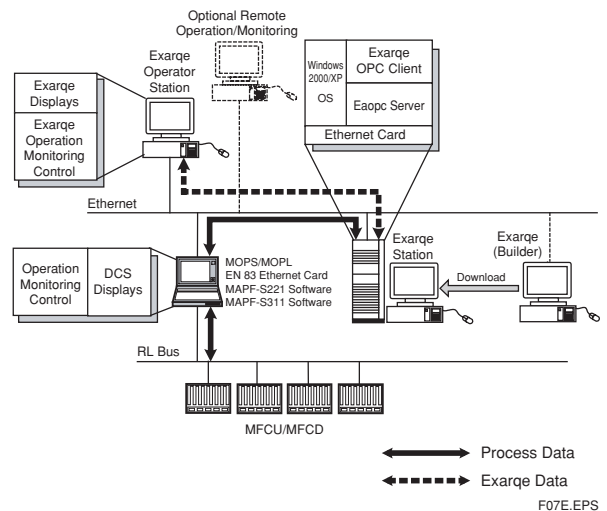 Optional Remote
Operation/Monitoring
Exarqe
Operator
Station
Exarqe
Displays
Exarqe
Operation
Monitoring
Control
Windows
2000/XP
OS
Exarqe
OPC Client
Eaopc Server
Ethernet Card
Ethernet
Operation
Monitoring
Control
DCS
Displays
MOPS/MOPL
EN 83 Ethernet Card
MAPF-S221 Software
MAPF-S311 Software
Exarqe
Station
Download
Exarqe
(Builder)
RL Bus
MFCU/MFCD
Process Data
Exarqe Data
F07E.EPS